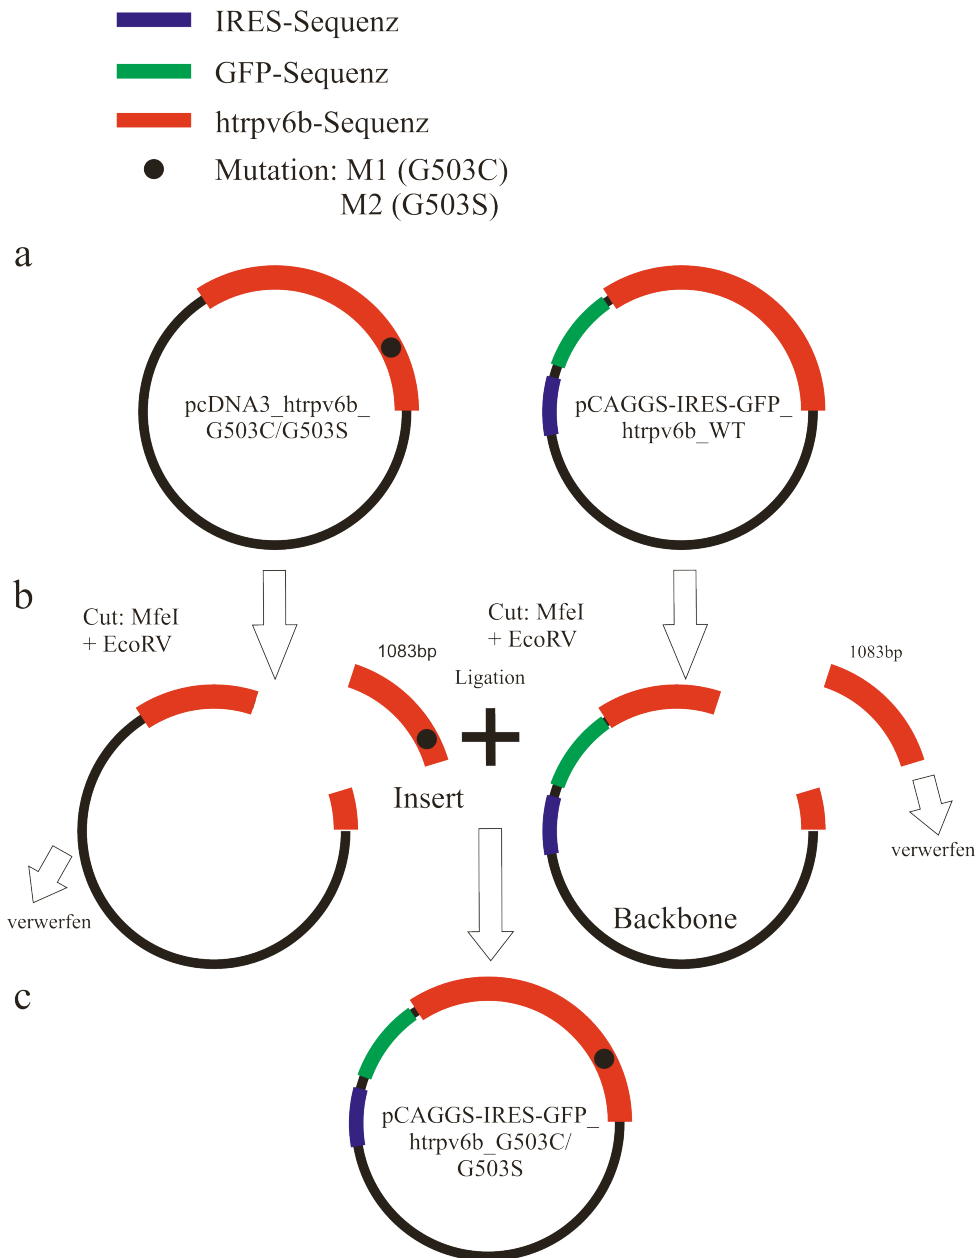 IRES-Sequenz
GFP-Sequenz
htrpv6b-Sequenz
Mutation: M1 (G503C)
M2 (G503S)
a
pcDNA3_htrpv6b_
G503C/G503S
pCAGGS-IRES-GFP_
htrpv6b_WT
b
Cut: MfeI
+ EcoRV
1083bp
Cut: MfeI
+ EcoRV
Ligation
1083bp
Insert
verwerfen
verwerfen
Backbone
c
pCAGGS-IRES-GFP_
htrpv6b_G503C/
G503S